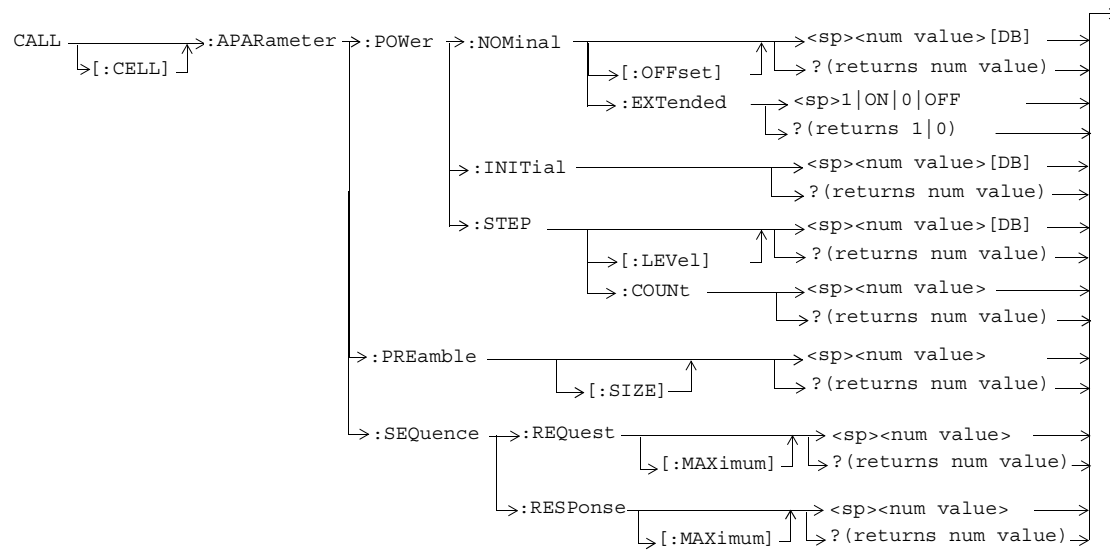 CALL :APARameter :POWer :NOMinal <sp><num value>[DB]
[:CELL] [:OFFset] ?(returns num value)
:EXTended <sp>1|ON|0|OFF
?(returns 1|0)
:INITial <sp><num value>[DB]
?(returns num value)
:STEP <sp><num value>[DB]
[:LEVel] ?(returns num value)
:COUNt <sp><num value>
?(returns num value)
:PREamble <sp><num value>
[:SIZE] ?(returns num value)
:SEQuence :REQuest <sp><num value>
[:MAXimum] ?(returns num value)
:RESPonse <sp><num value>
[:MAXimum] ?(returns num value)